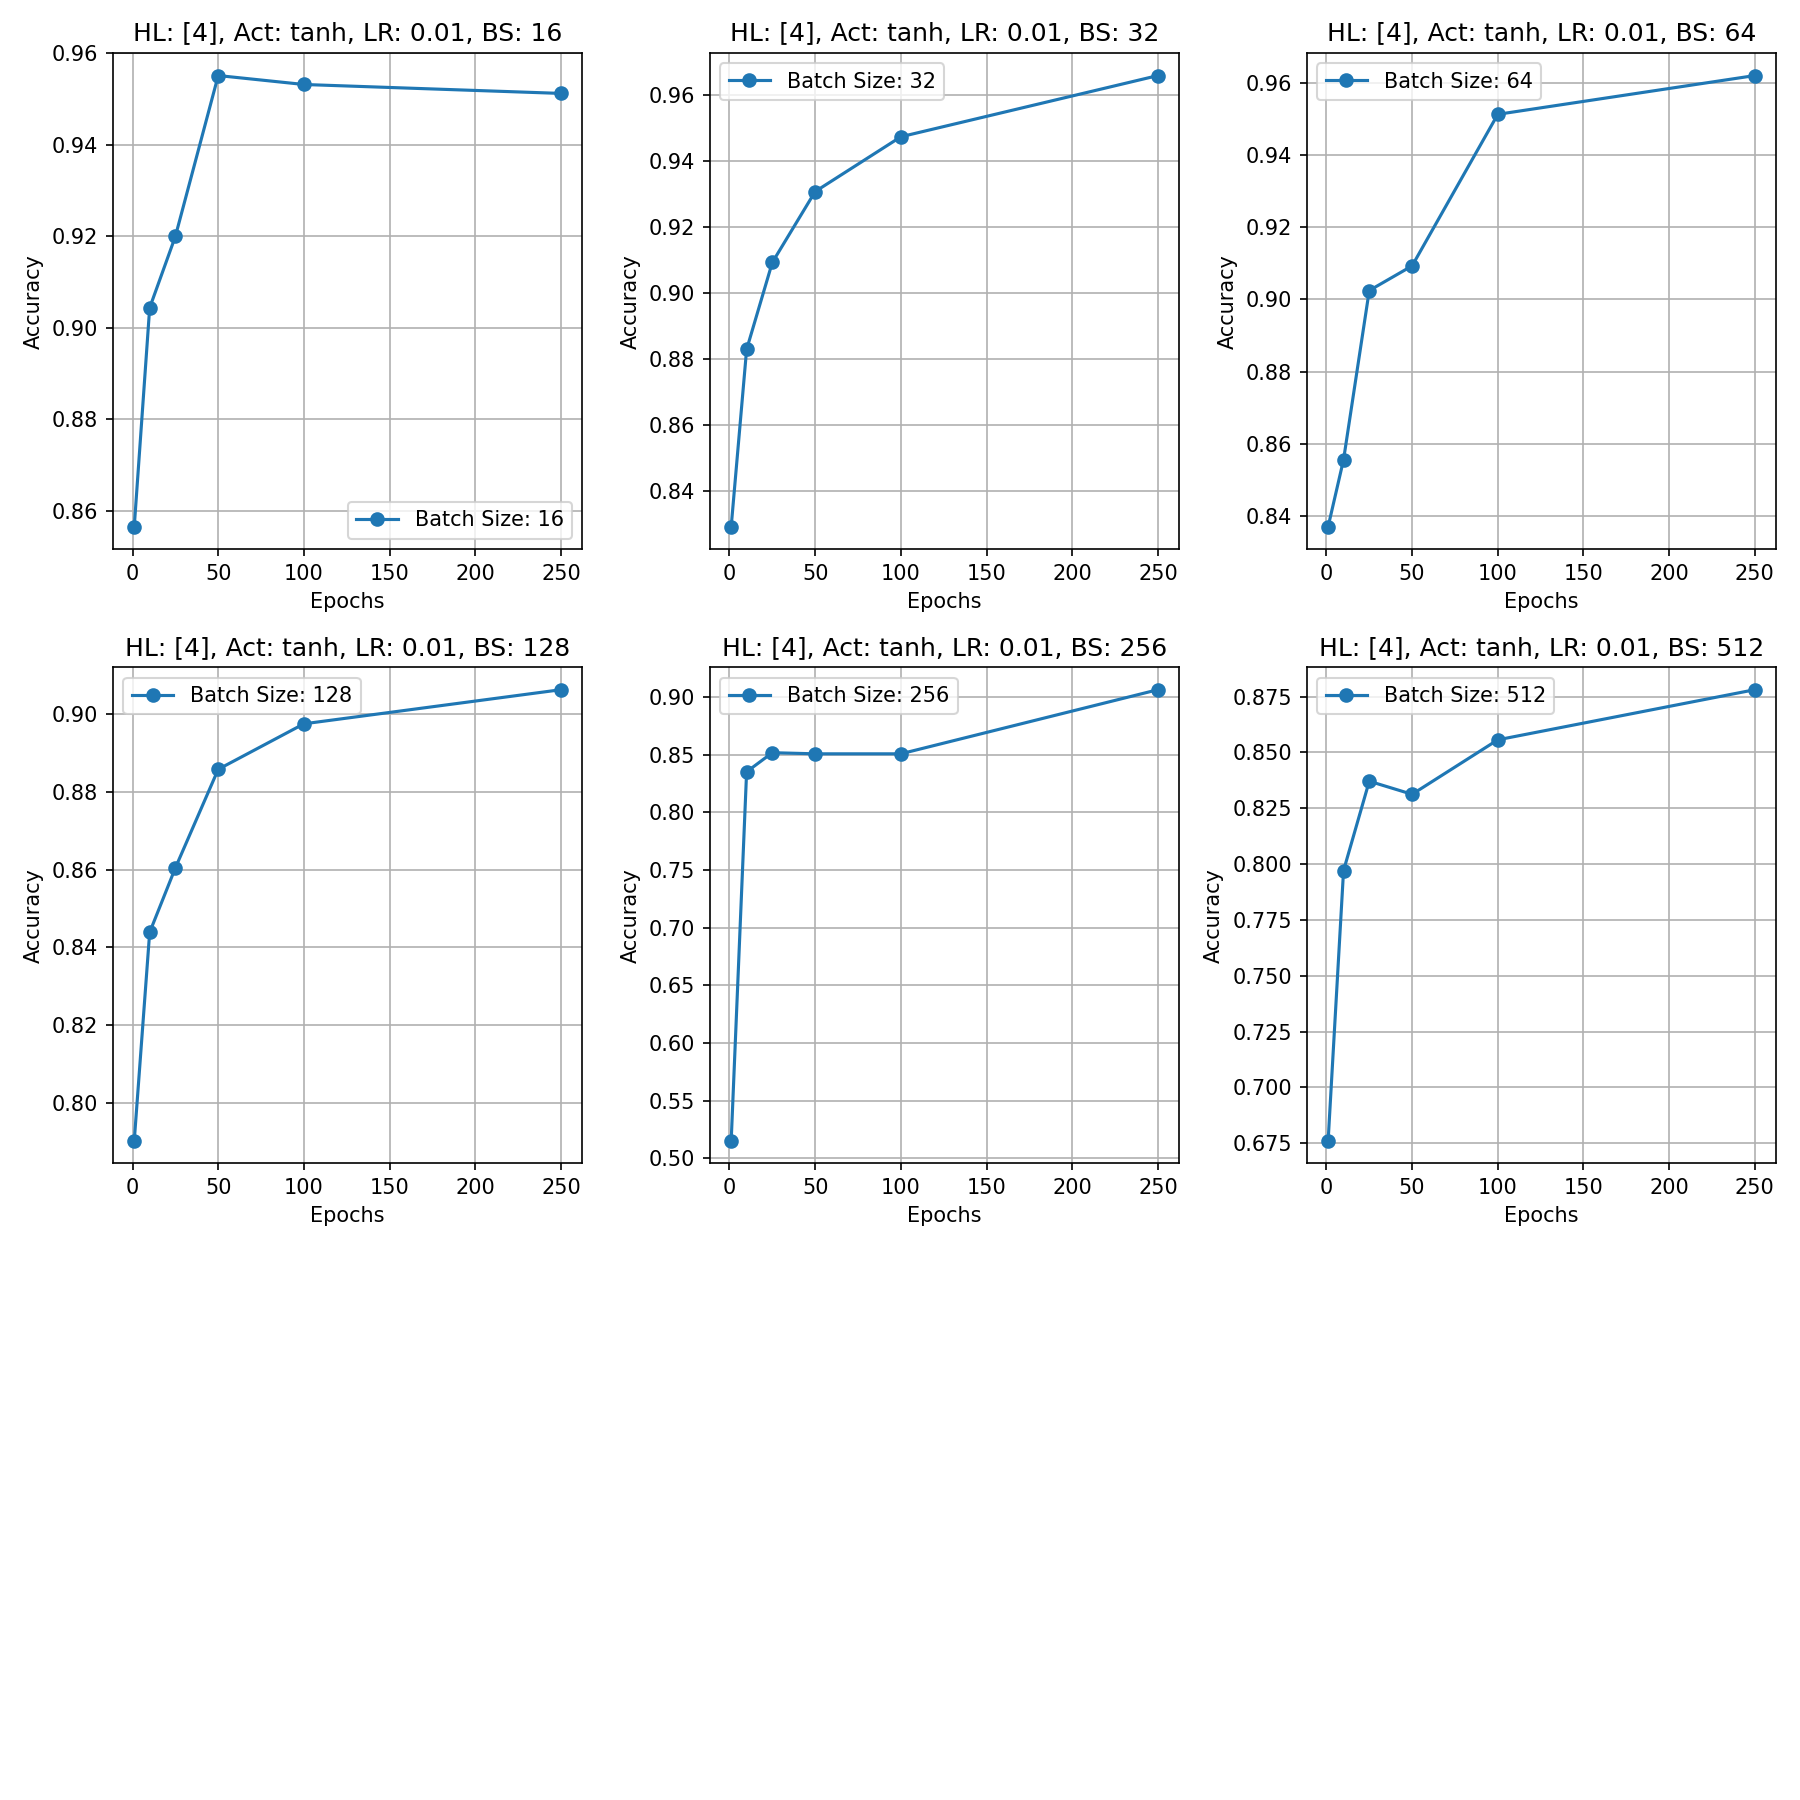 HL: [4], Act: tanh, LR: 0.01, BS: 16
0.96
0.94
0.92
0.90
0.88
0.86
Accuracy
Batch Size: 16
0 50 100 150 200 250
Epochs
HL: [4], Act: tanh, LR: 0.01, BS: 32
Batch Size: 32
0.96
0.94
0.92
0.90
0.88
0.86
0.84
Accuracy
0 50 100 150 200 250
Epochs
HL: [4], Act: tanh, LR: 0.01, BS: 64
Batch Size: 64
0.96
0.94
0.92
0.90
0.88
0.86
0.84
Accuracy
0 50 100 150 200 250
Epochs
HL: [4], Act: tanh, LR: 0.01, BS: 128
Batch Size: 128
0.90
0.88
0.86
0.84
0.82
0.80
Accuracy
0 50 100 150 200 250
Epochs
HL: [4], Act: tanh, LR: 0.01, BS: 256
Batch Size: 256
0.90
0.85
0.80
0.75
0.70
0.65
0.60
0.55
0.50
Accuracy
0 50 100 150 200 250
Epochs
HL: [4], Act: tanh, LR: 0.01, BS: 512
Batch Size: 512
0.875
0.850
0.825
0.800
0.775
0.750
0.725
0.700
0.675
Accuracy
0 50 100 150 200 250
Epochs